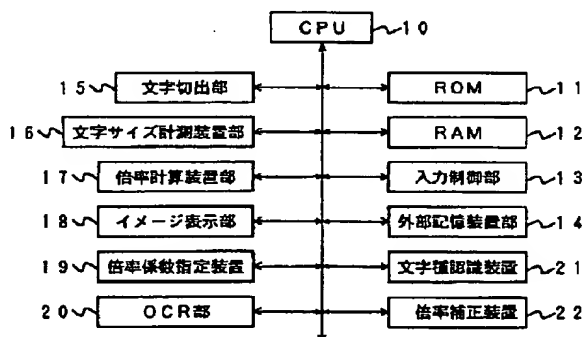 CPU 10
15 文字切出部 ROM 11
16 文字サイズ計測装置部 RAM 12
17 倍率計算装置部 入力制御部 13
18 イメージ表示部 外部記憶装置部 14
19 倍率係数指定装置 文字種認識装置 21
20 OCR部 倍率補正装置 22